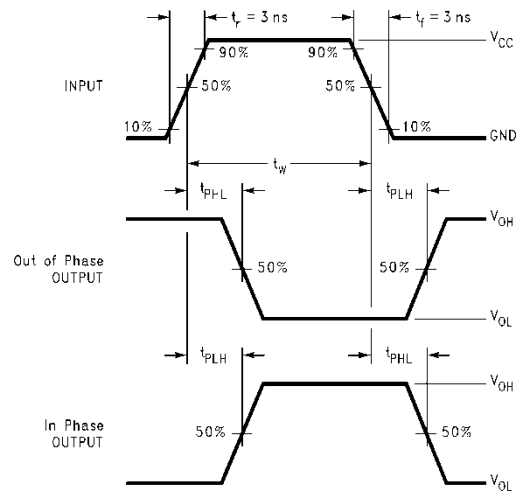 t_r = 3 ns
t_f = 3 ns
V_CC
90%
90%
INPUT
50%
50%
10%
10%
GND
t_W
t_PHL
t_PLH
V_OH
Out of Phase
OUTPUT
50%
50%
V_OL
t_PLH
t_PHL
V_OH
In Phase
OUTPUT
50%
50%
V_OL